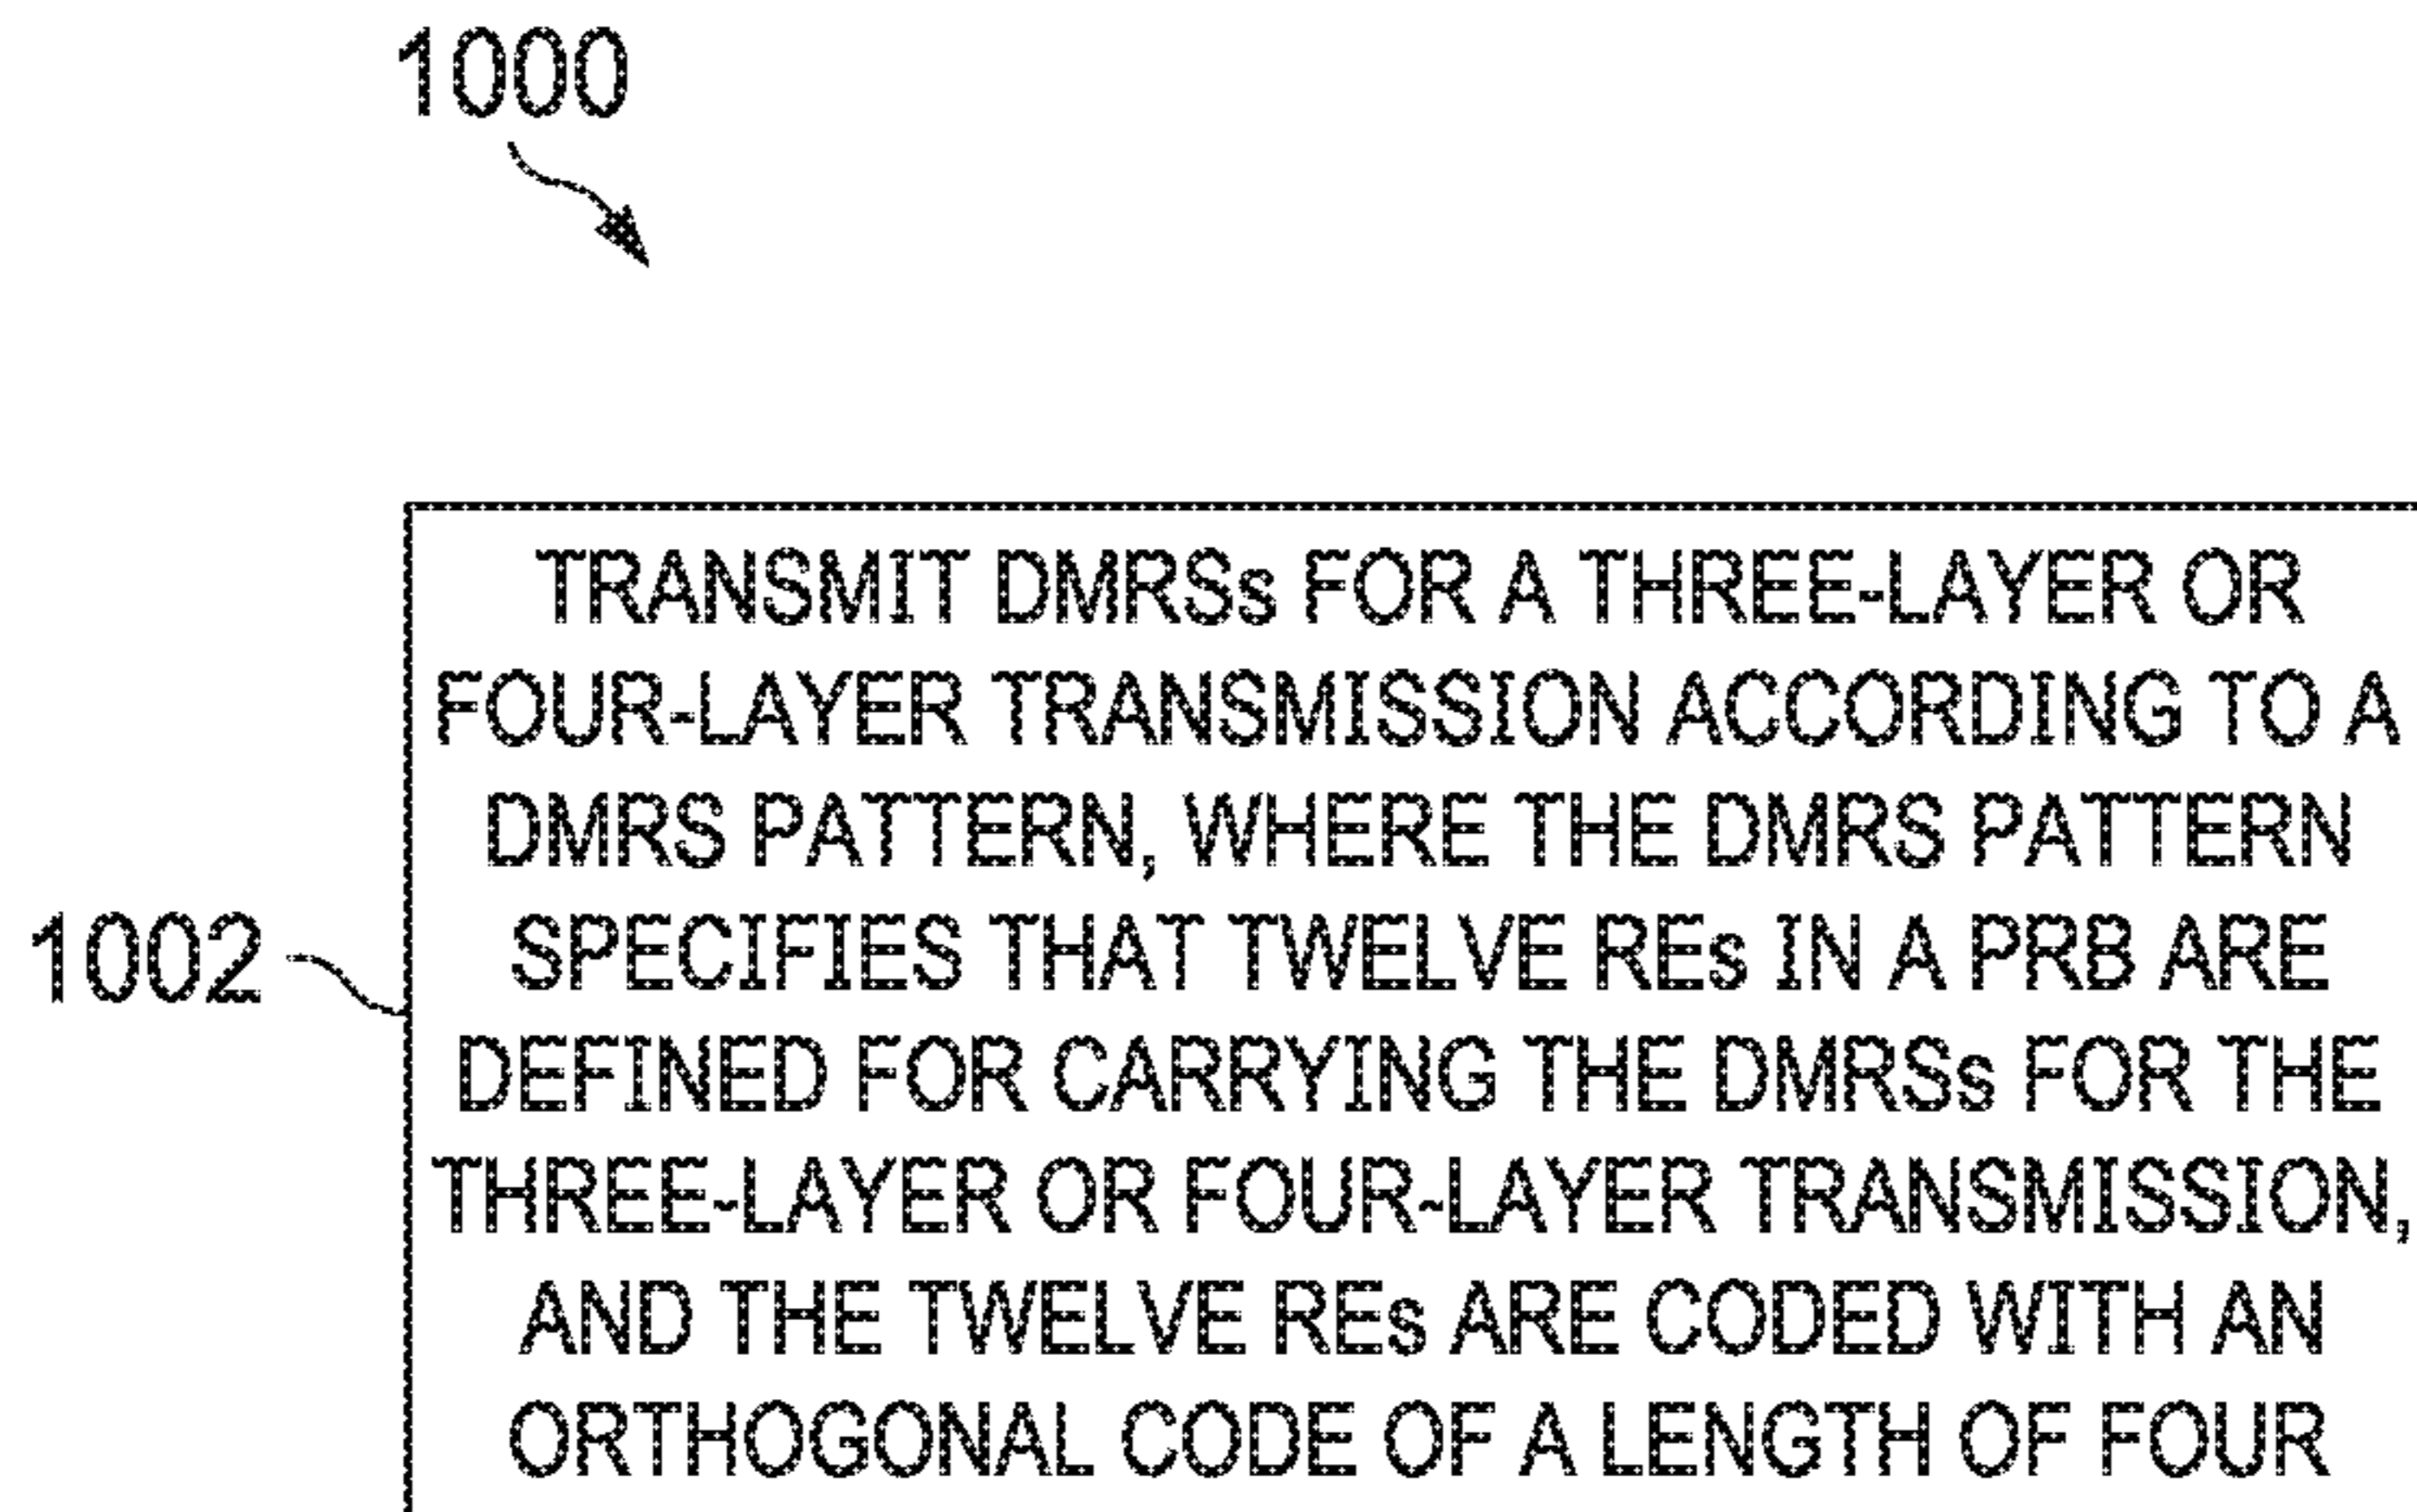 1000
TRANSMIT DMRSs FOR A THREE-LAYER OR
FOUR-LAYER TRANSMISSION ACCORDING TO A
DMRS PATTERN, WHERE THE DMRS PATTERN
SPECIFIES THAT TWELVE REs IN A PRB ARE
1002
DEFINED FOR CARRYING THE DMRSs FOR THE
THREE-LAYER OR FOUR-LAYER TRANSMISSION,
AND THE TWELVE REs ARE CODED WITH AN
ORTHOGONAL CODE OF A LENGTH OF FOUR